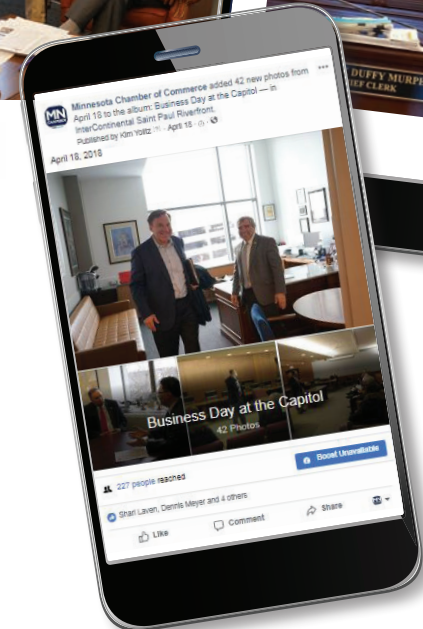 DUFFY MURPH
IEF CLERK
MN
Minnesota Chamber of Commerce added 42 new photos from
April 18 to the album: Business Day at the Capitol — in
InterContinental Saint Paul Riverfront.
Published by Kim · April 18 ·
April 18, 2018
Business Day at the Capitol
42 Photos
227 people reached
Boost Unavailable
Shari Laven, Dennis Meyer and 4 others
Like
Comment
Share